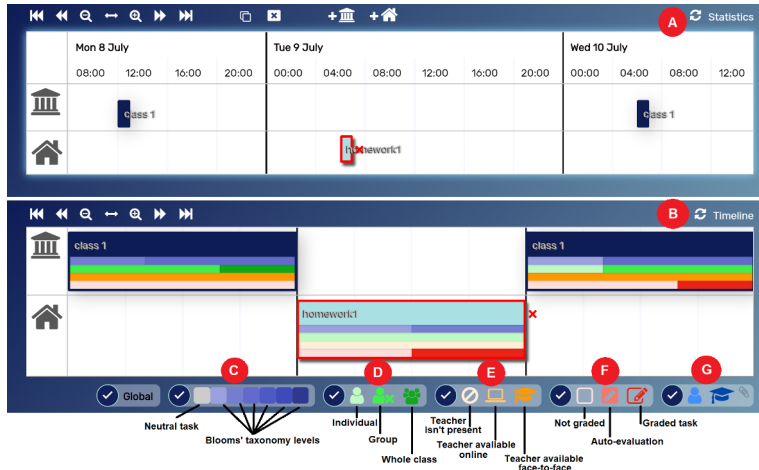 A
Statistics
Mon 8 July
Tue 9 July
Wed 10 July
08:00 12:00 16:00 20:00 00:00 04:00 08:00 12:00 16:00 20:00 00:00 04:00 08:00 12:00
class 1
class 1
homework1
B
Timeline
class 1
class 1
homework1
C
D
E
F
G
Global
Neutral task
Blooms' taxonomy levels
Individual
Group
Whole class
Teacher
isn't present
Teacher available
online
Teacher available
face-to-face
Not graded
Auto-evaluation
Graded task